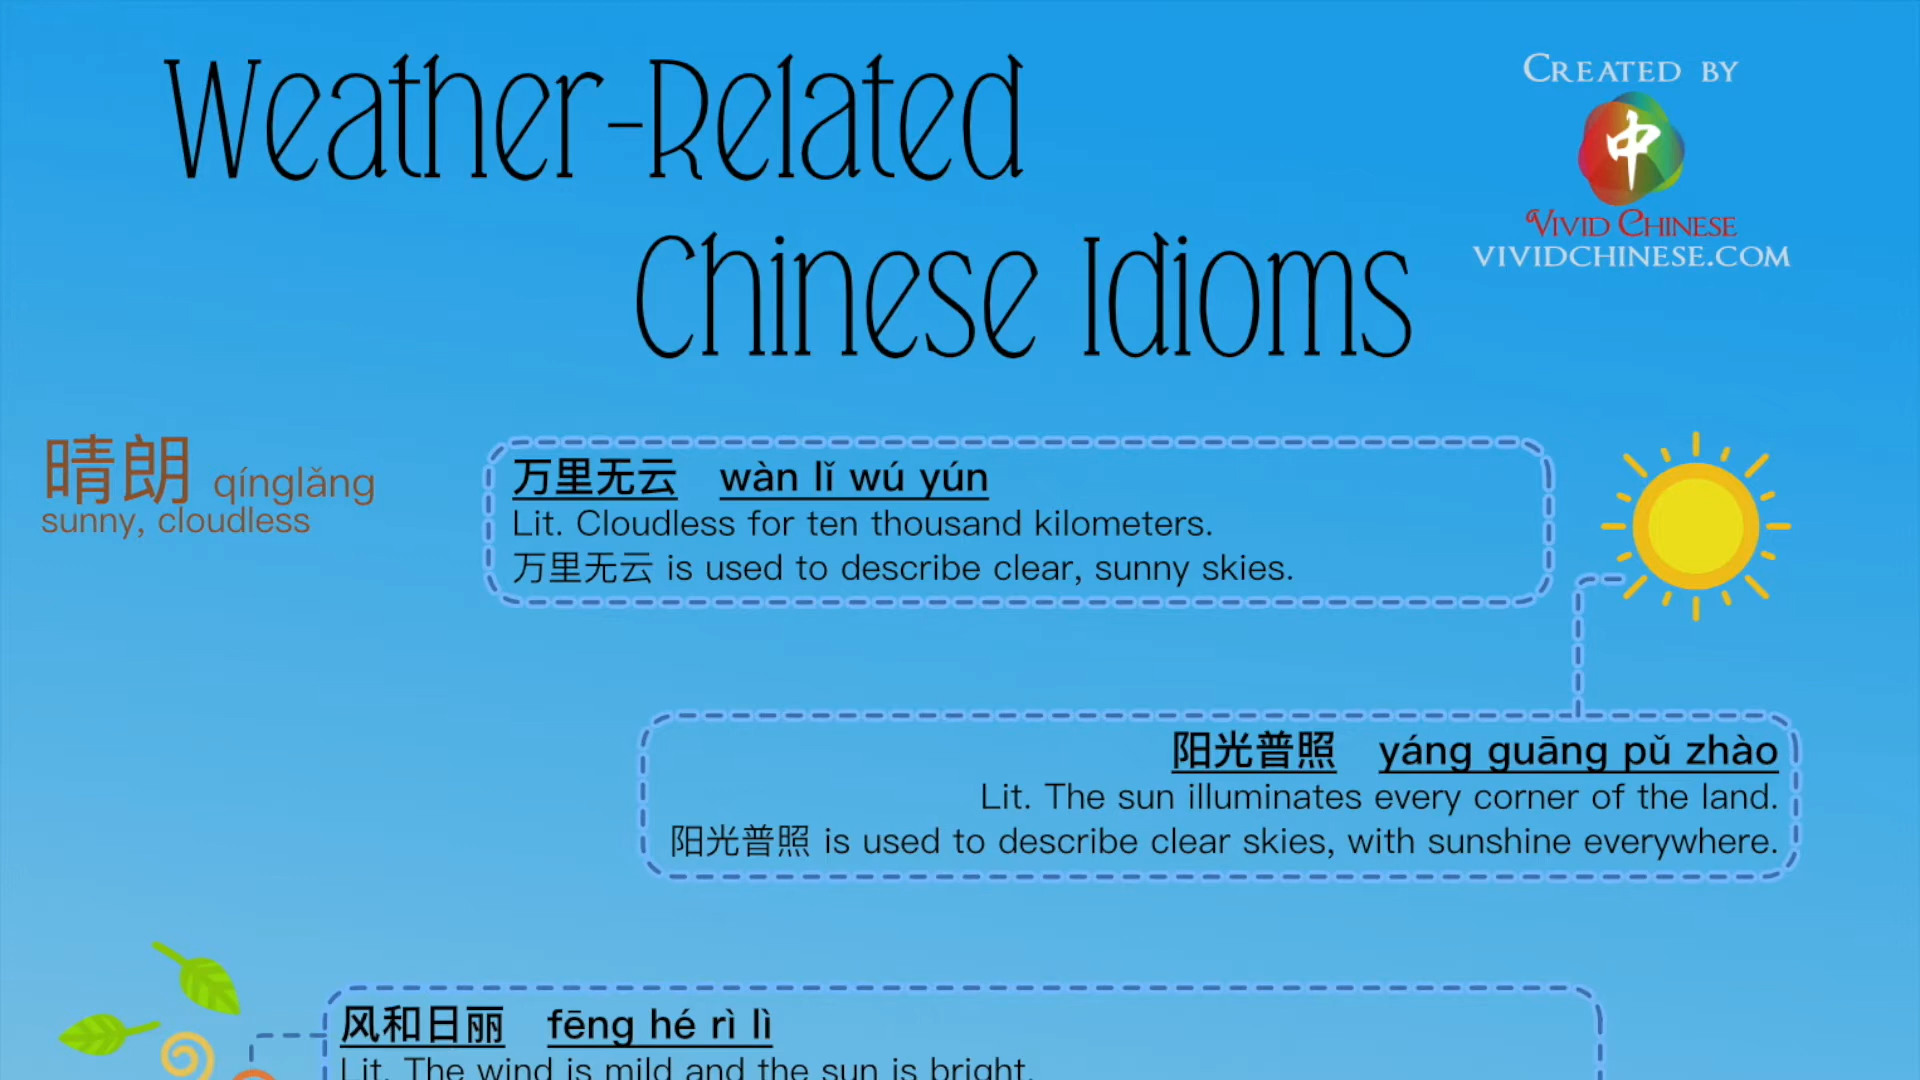 Weather-Related
Chinese Idioms
CREATED BY
中
VIVID CHINESE
VIVIDCHINESE.COM
晴朗 qínglǎng
sunny, cloudless
万里无云 wàn lǐ wú yún
Lit. Cloudless for ten thousand kilometers.
万里无云 is used to describe clear, sunny skies.
阳光普照 yáng guāng pǔ zhào
Lit. The sun illuminates every corner of the land.
阳光普照 is used to describe clear skies, with sunshine everywhere.
风和日丽 fēng hé rì lì
Lit. The wind is mild and the sun is bright.